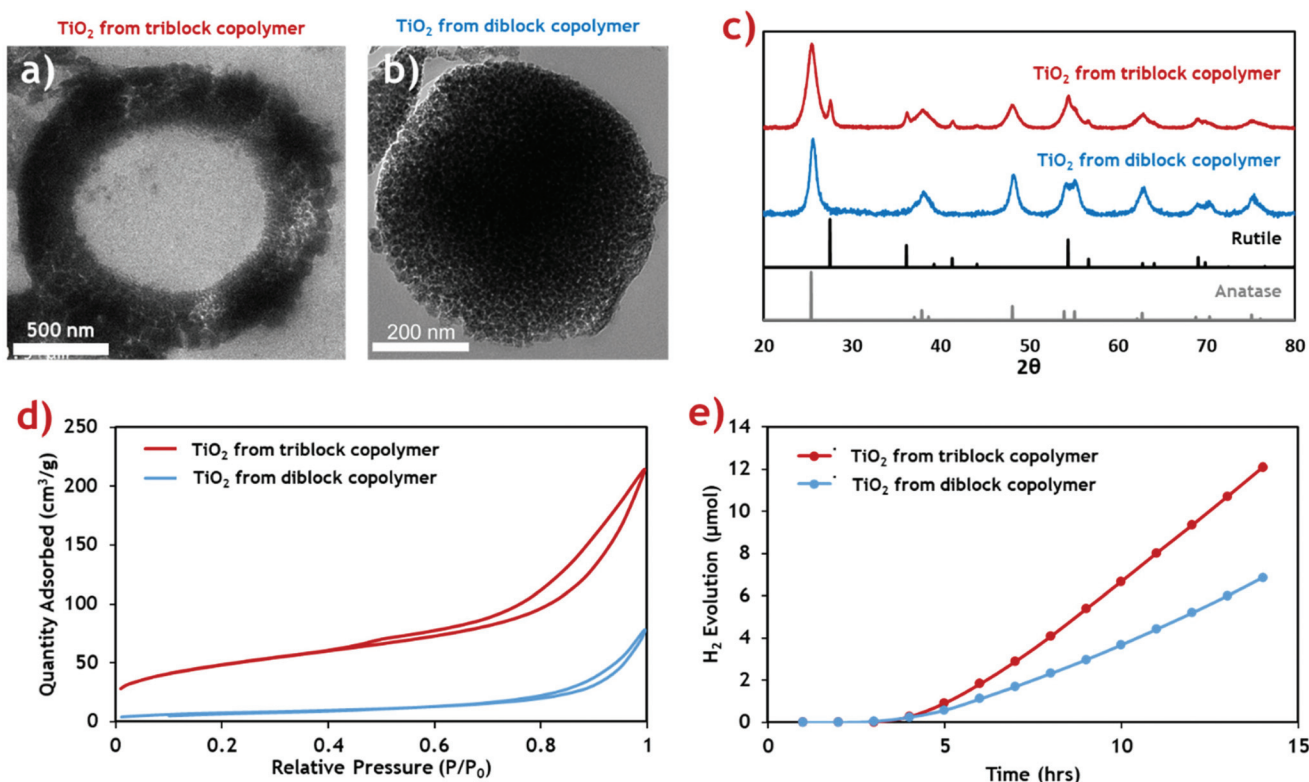 TiO2 from triblock copolymer
TiO2 from diblock copolymer
a)
500 nm
b)
200 nm
c)
TiO2 from triblock copolymer
TiO2 from diblock copolymer
Rutile
Anatase
20 30 40 50 60 70 80
2θ
d)
250
200
150
100
50
0
TiO2 from triblock copolymer
TiO2 from diblock copolymer
0 0.2 0.4 0.6 0.8 1
Quantity Adsorbed (cm3/g)
Relative Pressure (P/P0)
e)
14
12
10
8
6
4
2
0
TiO2 from triblock copolymer
TiO2 from diblock copolymer
0 5 10 15
H2 Evolution (µmol)
Time (hrs)